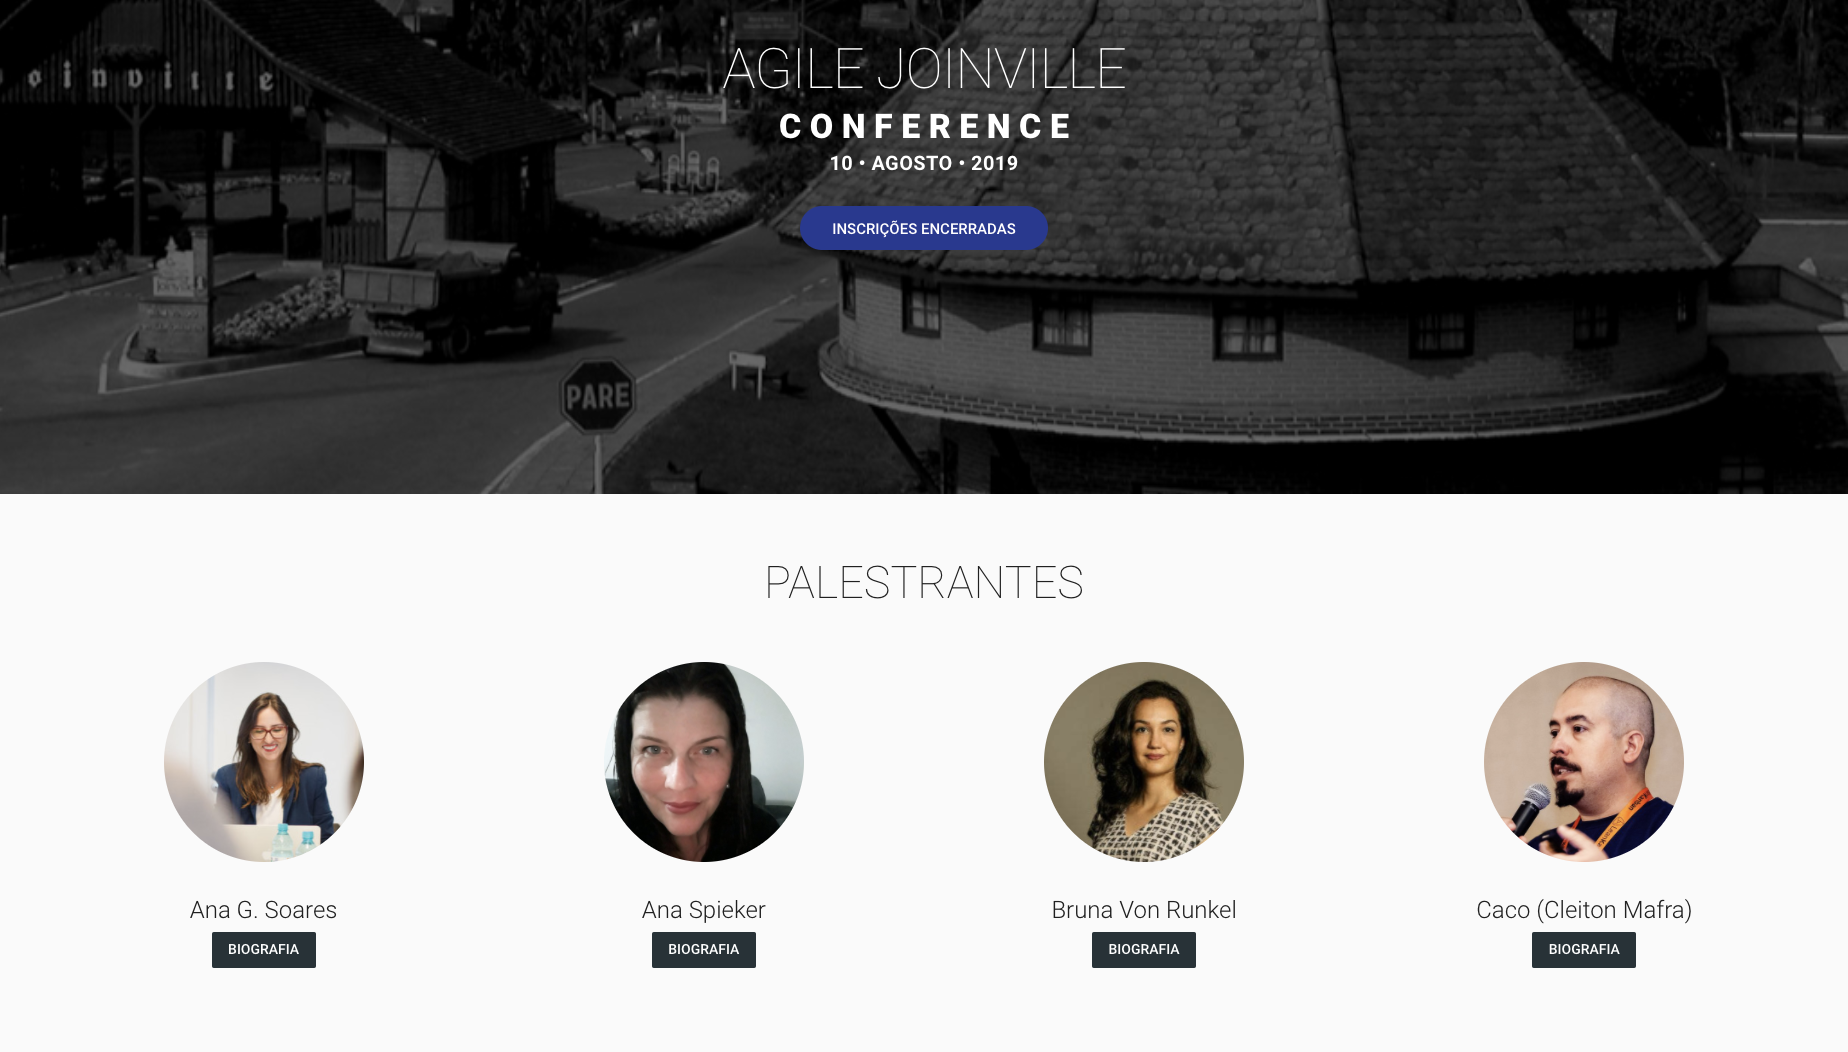 oinville
AGILE JOINVILLE
CONFERENCE
10 • AGOSTO • 2019
INSCRIÇÕES ENCERRADAS
PARE
PALESTRANTES
Ana G. Soares
Ana Spieker
Bruna Von Runkel
Caco (Cleiton Mafra)
BIOGRAFIA
BIOGRAFIA
BIOGRAFIA
BIOGRAFIA